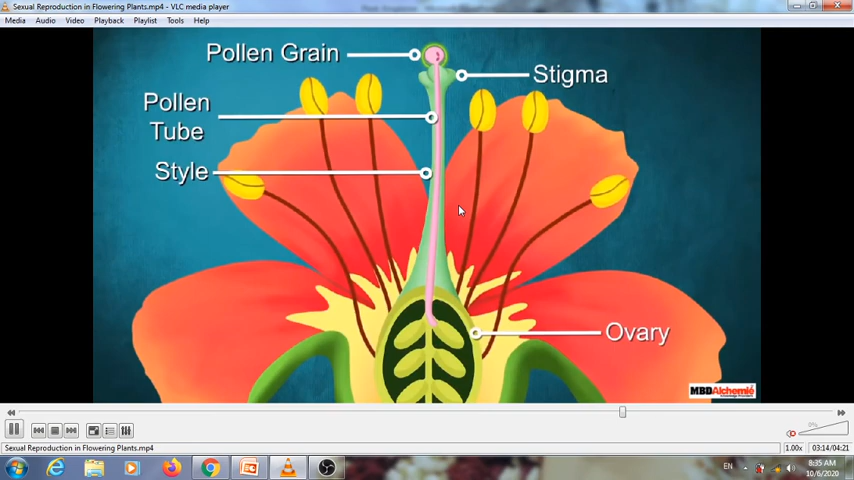 Sexual Reproduction in Flowering Plants.mp4 - VLC media player
Media Audio Video Playback Playlist Tools Help
Pollen Grain
Stigma
Pollen
Tube
Style
Ovary
MBDAlchemie
0%
Sexual Reproduction in Flowering Plants.mp4
1.00x 03:14/04:21
EN
8:35 AM
10/6/2020